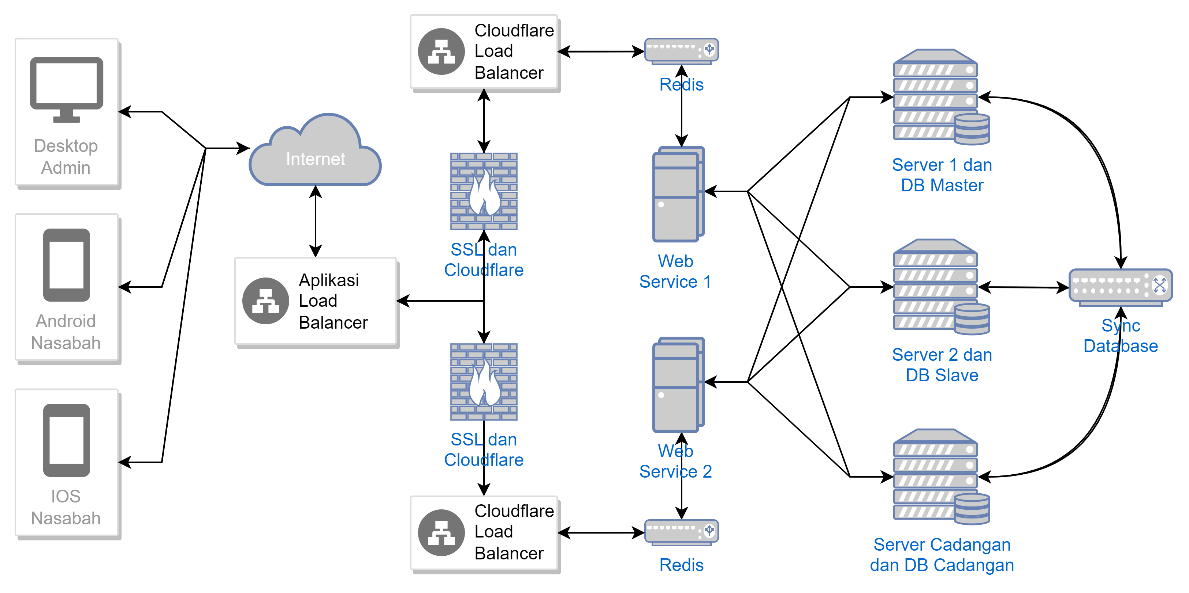 Desktop
Admin
Android
Nasabah
IOS
Nasabah
Internet
Aplikasi
Load
Balancer
Cloudflare
Load
Balancer
SSL dan
Cloudflare
SSL dan
Cloudflare
Cloudflare
Load
Balancer
Redis
Web
Service 1
Web
Service 2
Redis
Server 1 dan
DB Master
Server 2 dan
DB Slave
Server Cadangan
dan DB Cadangan
Sync
Database